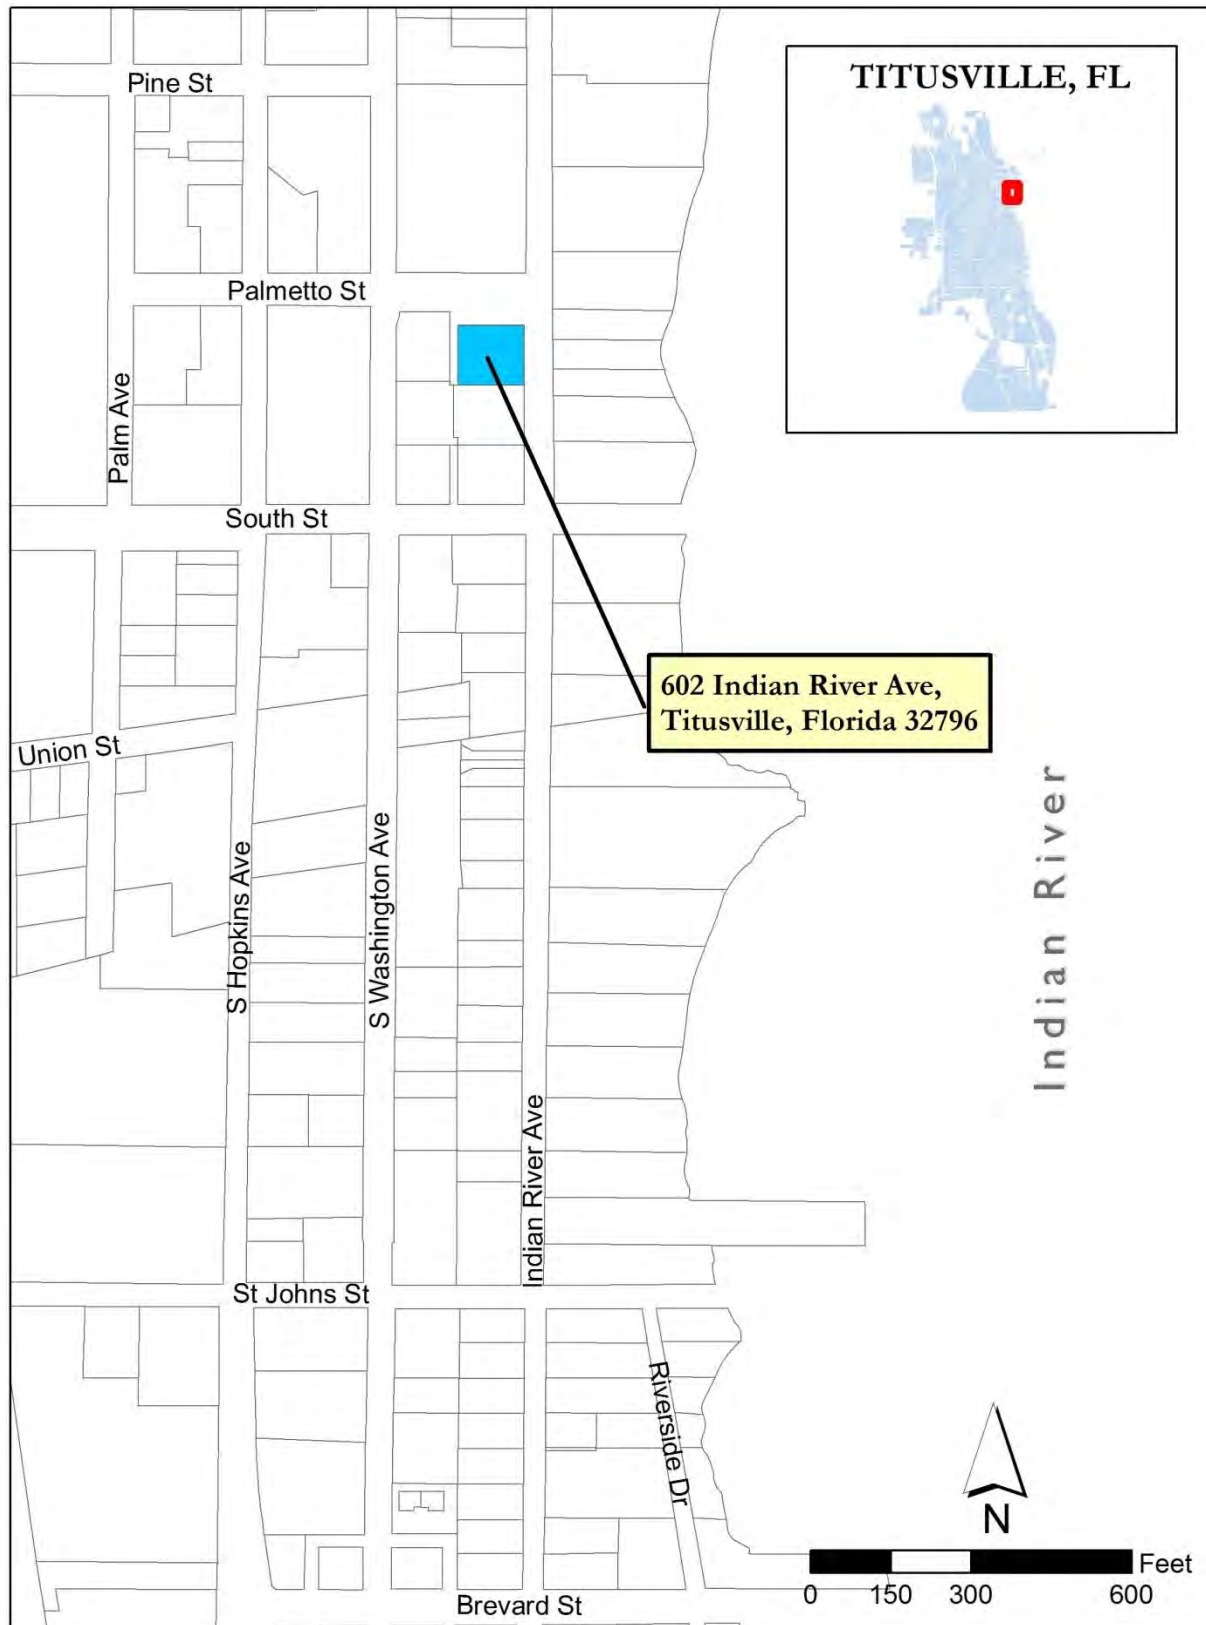 Pine St
TITUSVILLE, FL
Palmetto St
Palm Ave
South St
602 Indian River Ave,
Titusville, Florida 32796
Union St
S Hopkins Ave
S Washington Ave
Indian River
Indian River Ave
St Johns St
Riverside Dr
N
Feet
0 150 300 600
Brevard St